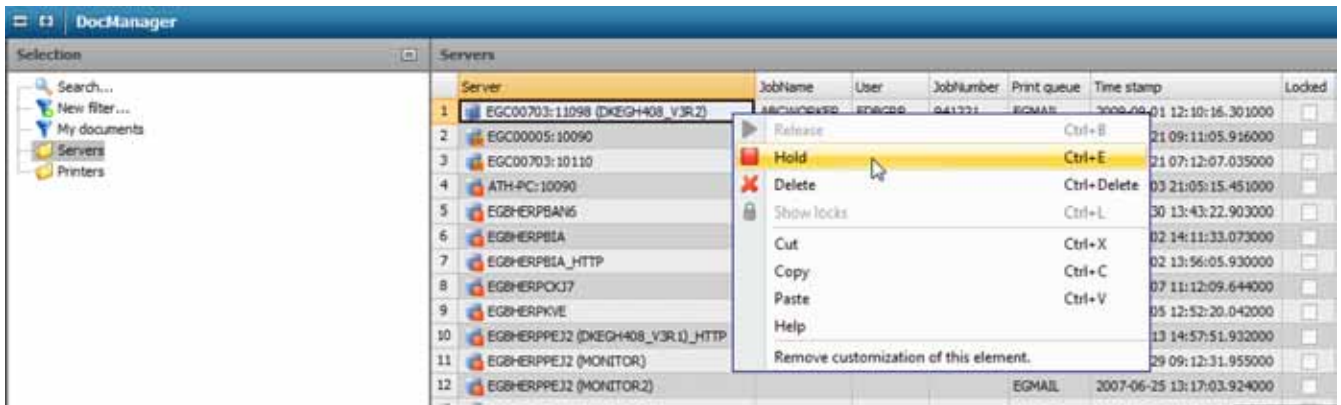 DocManager
Selection
Servers
Search...
New filter...
My documents
Servers
Printers
Server JobName User JobNumber Print queue Time stamp Locked
1 EGC00703:11098 (DKEGH408_V3R2) ABCWORKER EDBGRP 941221 EGMAIL 2009-09-01 12:10:16.301000
2 EGC00005:10090 21 09:11:05.916000
3 EGC00703:10110 21 07:12:07.035000
4 ATH-PC:10090 03 21:05:15.451000
5 EGBHERPBAN6 30 13:43:22.903000
6 EGBHERPBIA 02 14:11:33.073000
7 EGBHERPBIA_HTTP 02 13:56:05.930000
8 EGBHERPCKJ7 07 11:12:09.644000
9 EGBHERPKVE 05 12:52:20.042000
10 EGBHERPPEJ2 (DKEGH408_V3R1)_HTTP 13 14:57:51.932000
11 EGBHERPPEJ2 (MONITOR) 29 09:12:31.955000
12 EGBHERPPEJ2 (MONITOR2) EGMAIL 2007-06-25 13:17:03.924000
Release Ctrl+B
Hold Ctrl+E
Delete Ctrl+Delete
Show locks Ctrl+L
Cut Ctrl+X
Copy Ctrl+C
Paste Ctrl+V
Help
Remove customization of this element.